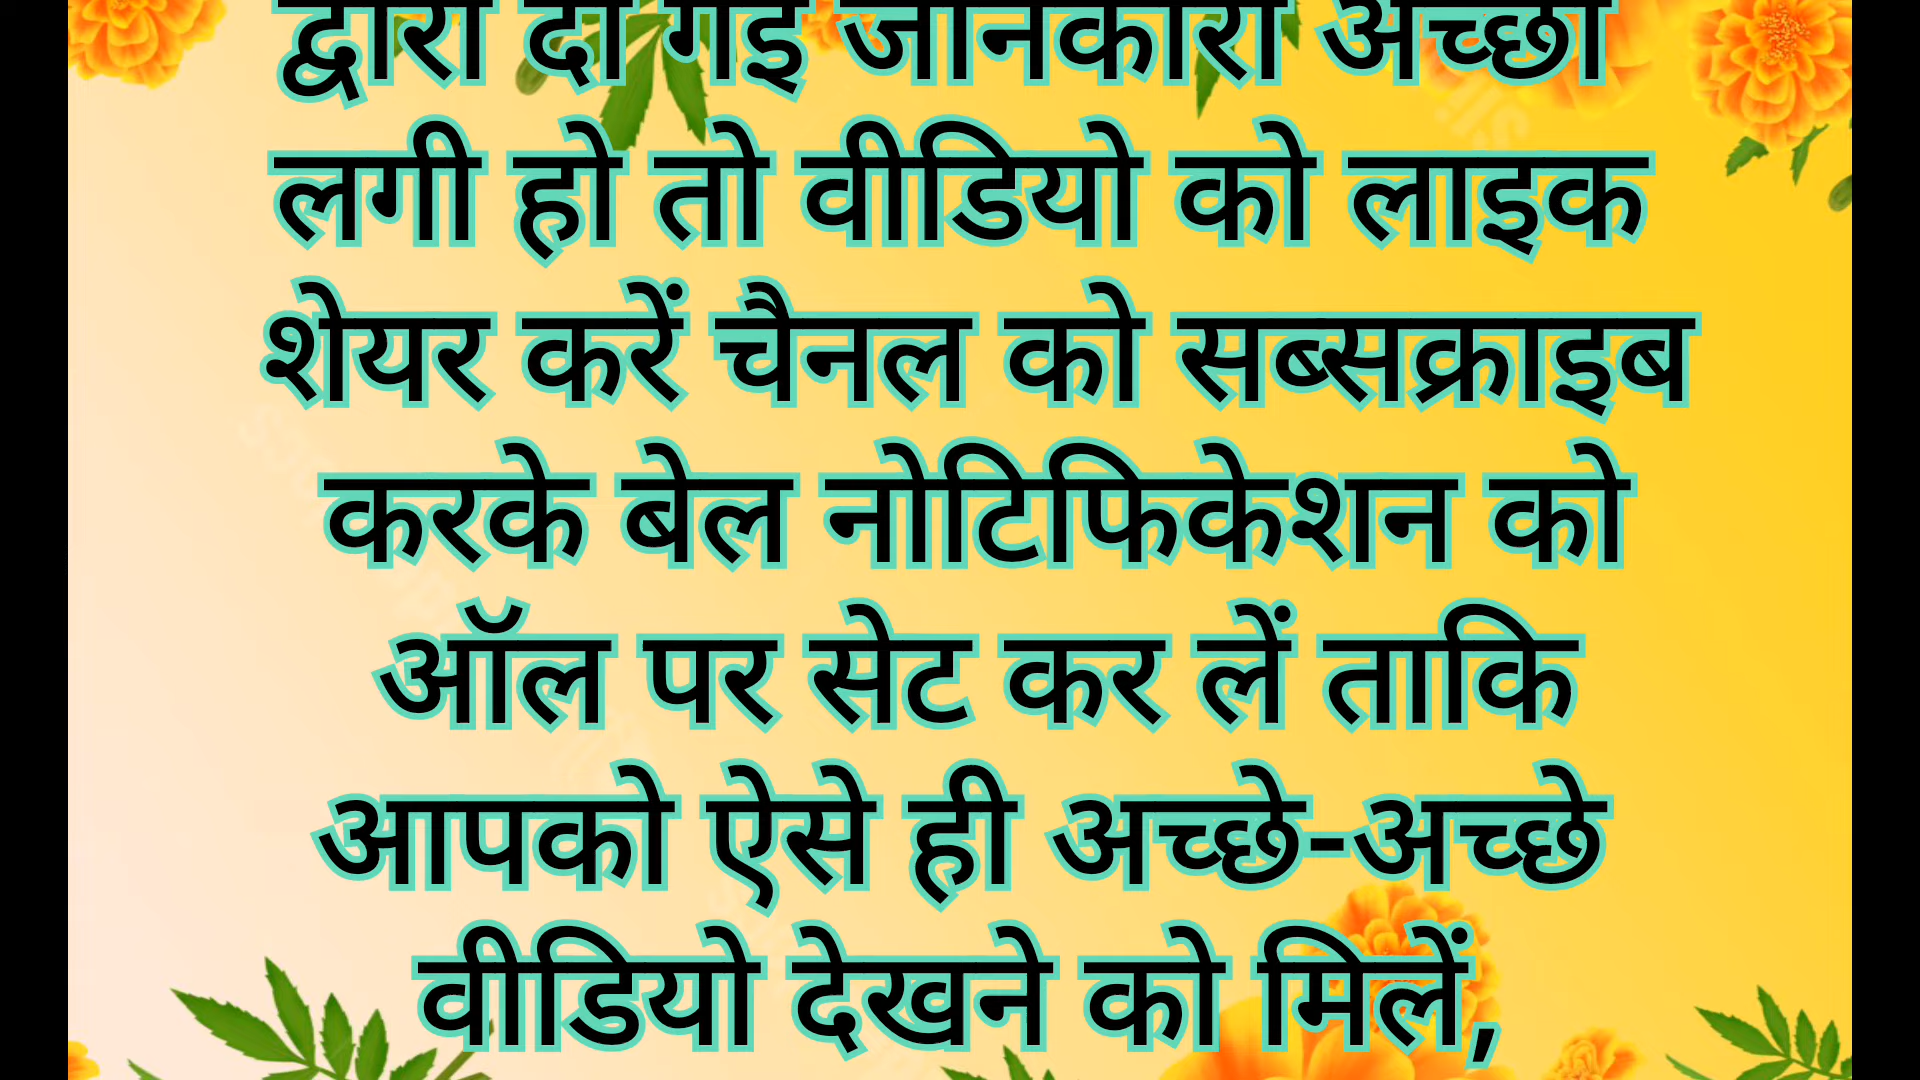 द्वारा दी गई जानकारी अच्छी
लगी हो तो वीडियो को लाइक
शेयर करें चैनल को सब्सक्राइब
करके बेल नोटिफिकेशन को
ऑल पर सेट कर लें ताकि
आपको ऐसे ही अच्छे-अच्छे
वीडियो देखने को मिलें,